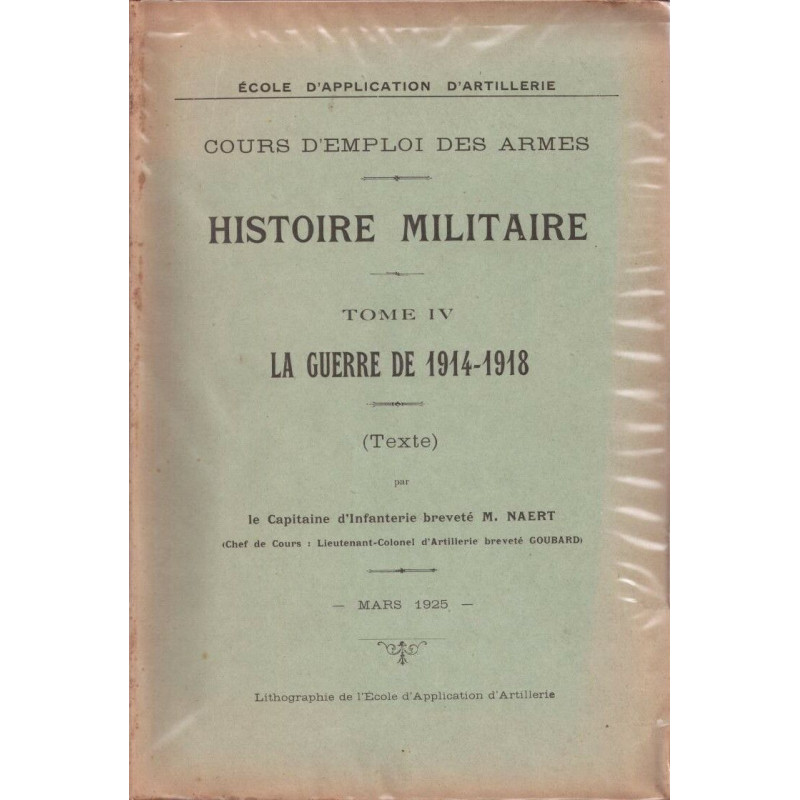 ÉCOLE D'APPLICATION D'ARTILLERIE
COURS D'EMPLOI DES ARMES
HISTOIRE MILITAIRE
TOME IV
LA GUERRE DE 1914-1918
(Texte)
par
le Capitaine d'Infanterie breveté M. NAERT
(Chef de Cours : Lieutenant-Colonel d'Artillerie breveté GOUBARD)
— MARS 1925 —
Lithographie de l'École d'Application d'Artillerie